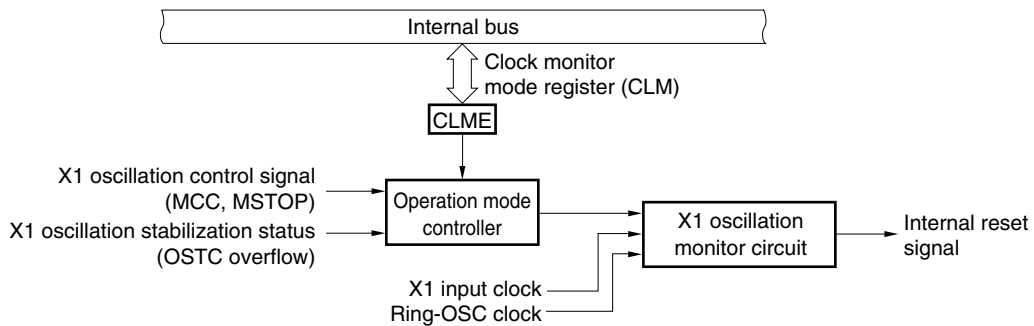 Internal bus
Clock monitor
mode register (CLM)
CLME
X1 oscillation control signal
(MCC, MSTOP)
X1 oscillation stabilization status
(OSTC overflow)
Operation mode
controller
X1 oscillation
monitor circuit
Internal reset
signal
X1 input clock
Ring-OSC clock